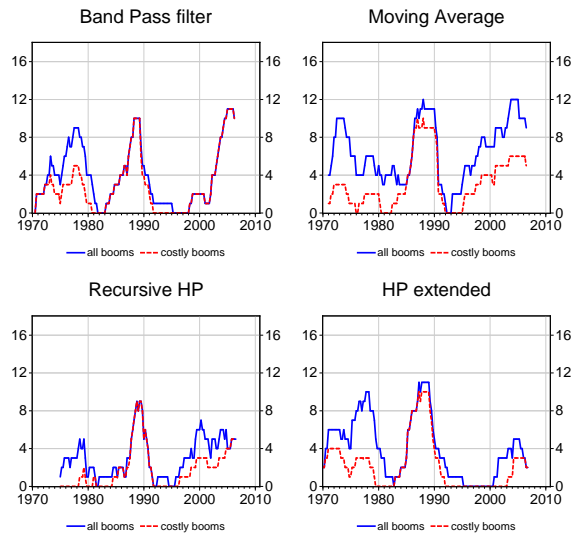 Band Pass filter
Moving Average
16 16 16 16
12 12 12 12
8 8 8 8
4 4 4 4
0 0 0 0
1970 1980 1990 2000 2010 1970 1980 1990 2000 2010
all booms costly booms all booms costly booms
Recursive HP
HP extended
16 16 16 16
12 12 12 12
8 8 8 8
4 4 4 4
0 0 0 0
1970 1980 1990 2000 2010 1970 1980 1990 2000 2010
all booms costly booms all booms costly booms